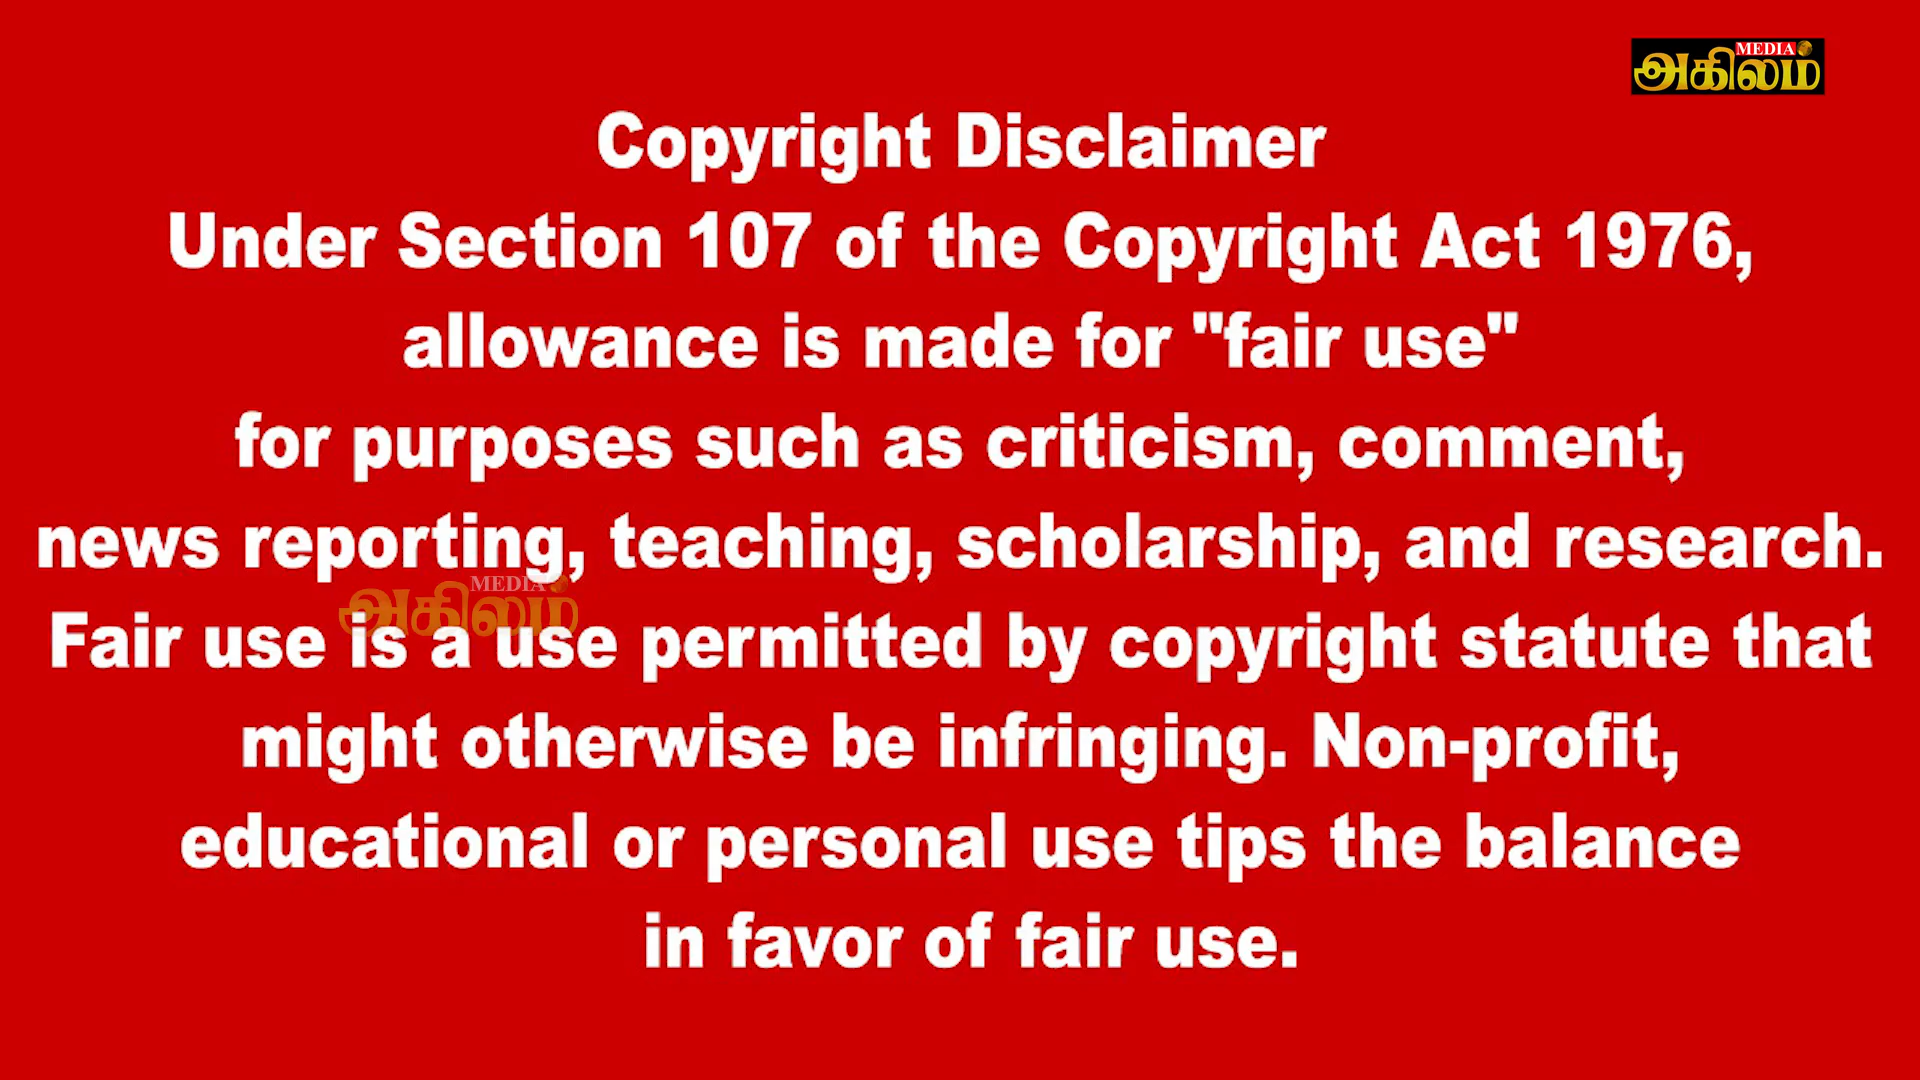 MEDIA
அகிலம்
Copyright Disclaimer
Under Section 107 of the Copyright Act 1976,
allowance is made for "fair use"
for purposes such as criticism, comment,
news reporting, teaching, scholarship, and research.
MEDIA
அகிலம்
Fair use is a use permitted by copyright statute that
might otherwise be infringing. Non-profit,
educational or personal use tips the balance
in favor of fair use.